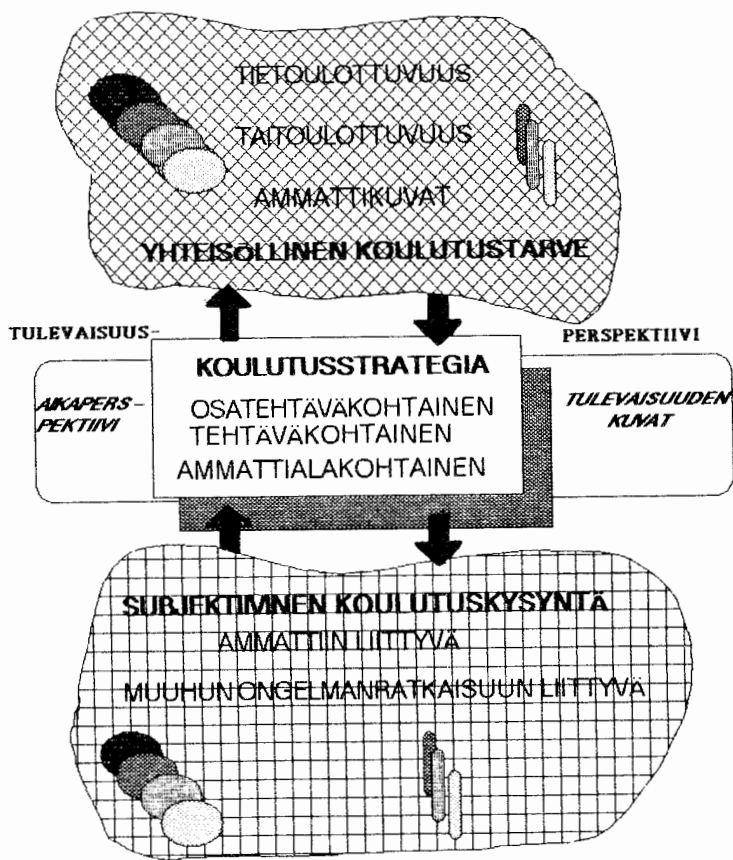 TIETOULOTTUVUUS
TAITOULOTTUVUUS
AMMATTIKUVAT
YHTEISÖLLINEN KOULUTUSTARVE
TULEVAISUUS-
PERSPEKTIIVI
KOULUTUSSTRATEGIA
AIKAPERS-
PEKTIIVI
OSATEHTÄVÄKOHTAINEN
TEHTÄVÄKOHTAINEN
AMMATTIALAKOHTAINEN
TULEVAISUUDEN
KUVAT
SUBJEKTIIVINEN KOULUTUSKYSYNTÄ
AMMATTIIN LIITTYVÄ
MUUHUN ONGELMANRATKAISUUN LIITTYVÄ